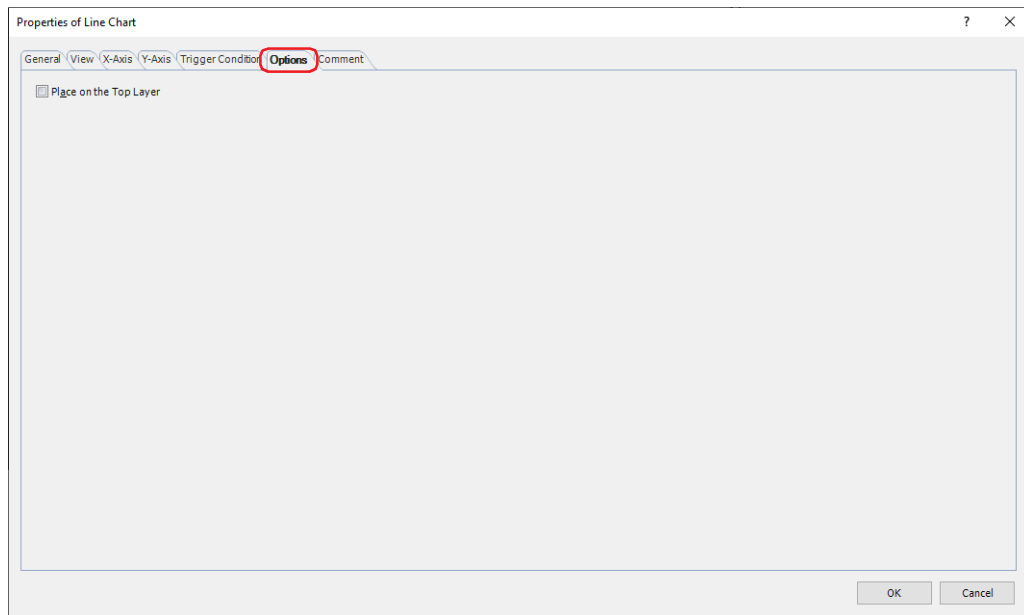 Properties of Line Chart
?
General View X-Axis Y-Axis Trigger Condition Options Comment
Place on the Top Layer
OK Cancel